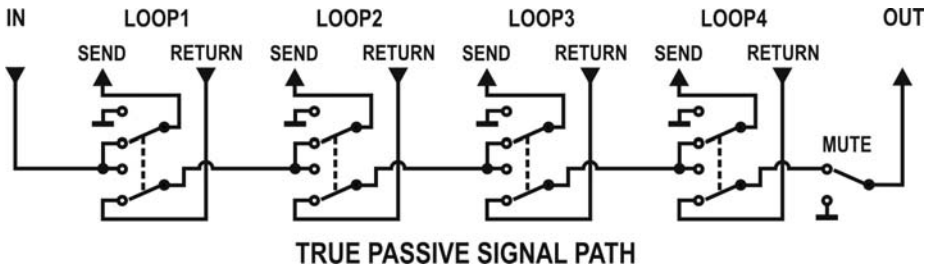 IN LOOP1 LOOP2 LOOP3 LOOP4 OUT
SEND RETURN SEND RETURN SEND RETURN SEND RETURN
MUTE
TRUE PASSIVE SIGNAL PATH